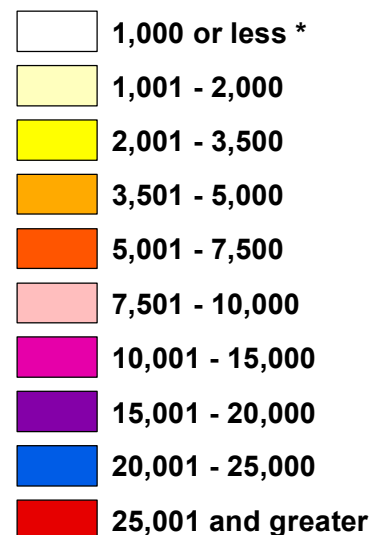 1,000 or less *
1,001 - 2,000
2,001 - 3,500
3,501 - 5,000
5,001 - 7,500
7,501 - 10,000
10,001 - 15,000
15,001 - 20,000
20,001 - 25,000
25,001 and greater